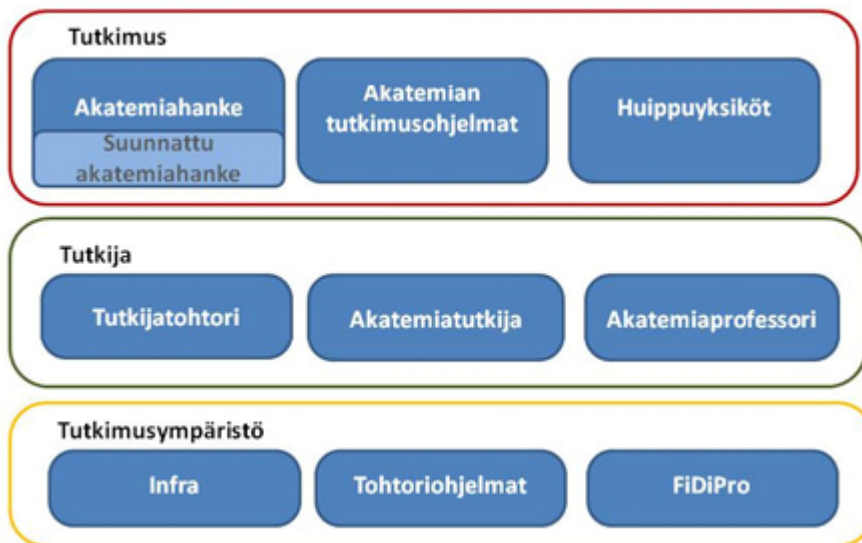 Tutkimus
Akatemiahanke
Suunnattu
akatemiahanke
Akatemian
tutkimusohjelmat
Huippuyksiköt
Tutkija
Tutkijatohtori
Akatemiatutkija
Akatemiaprofessori
Tutkimusympäristö
Infra
Tohtoriohjelmat
FiDiPro